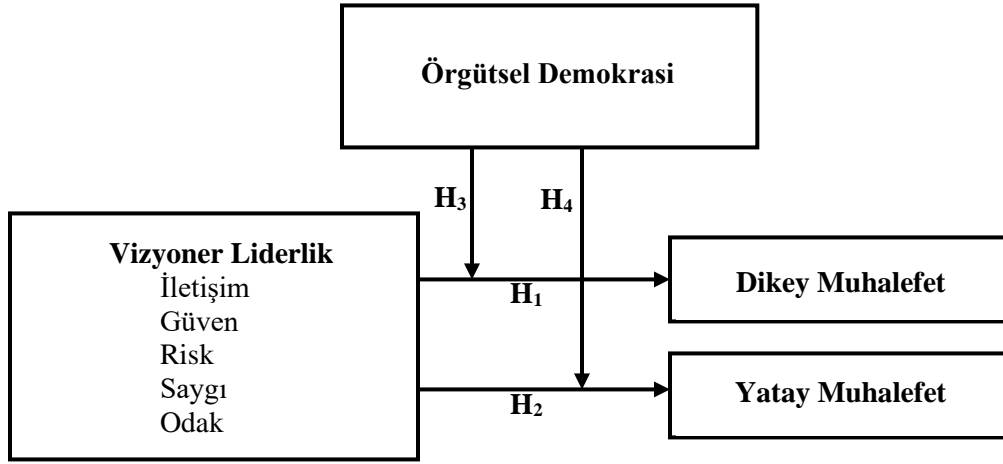 Örgütsel Demokrasi
H₃
H₄
Vizyoner Liderlik
İletişim
Güven
Risk
Saygı
Odak
H₁
Dikey Muhalefet
H₂
Yatay Muhalefet